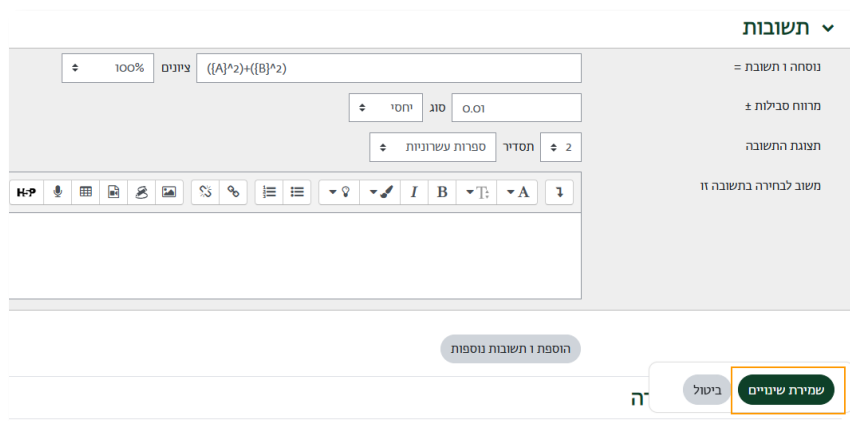 תשובות
נוסחה 1 תשובת = ({A}^2)+({B}^2) ציונים 100%
מרווח סבילות ± 0.01 סוג יחסי
תצוגת התשובה 2 תסדיר ספרות עשרוניות
משוב לבחירה בתשובה זו
A T B I H-P
הוספת 1 תשובות נוספות
שמירת שינויים ביטול